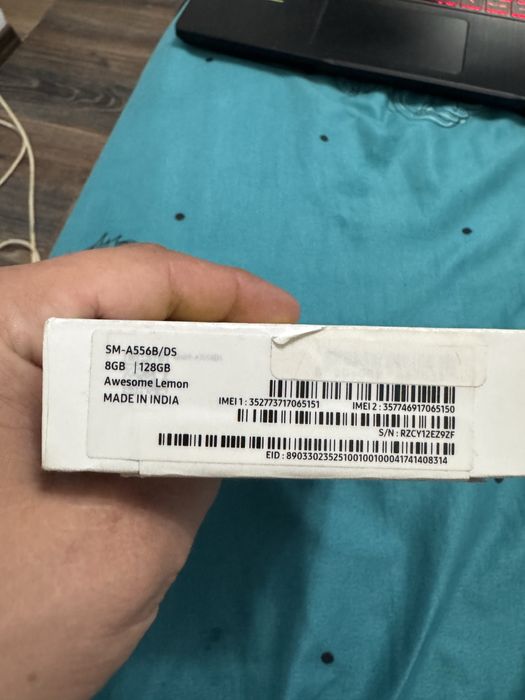 SM-A556B/DS
8GB | 128GB
Awesome Lemon
MADE IN INDIA
IMEI 1 : 352773717065151
IMEI 2 : 357746917065150
S/N : RZCY12EZ9ZF
EID : 89033023525100100100041741408314